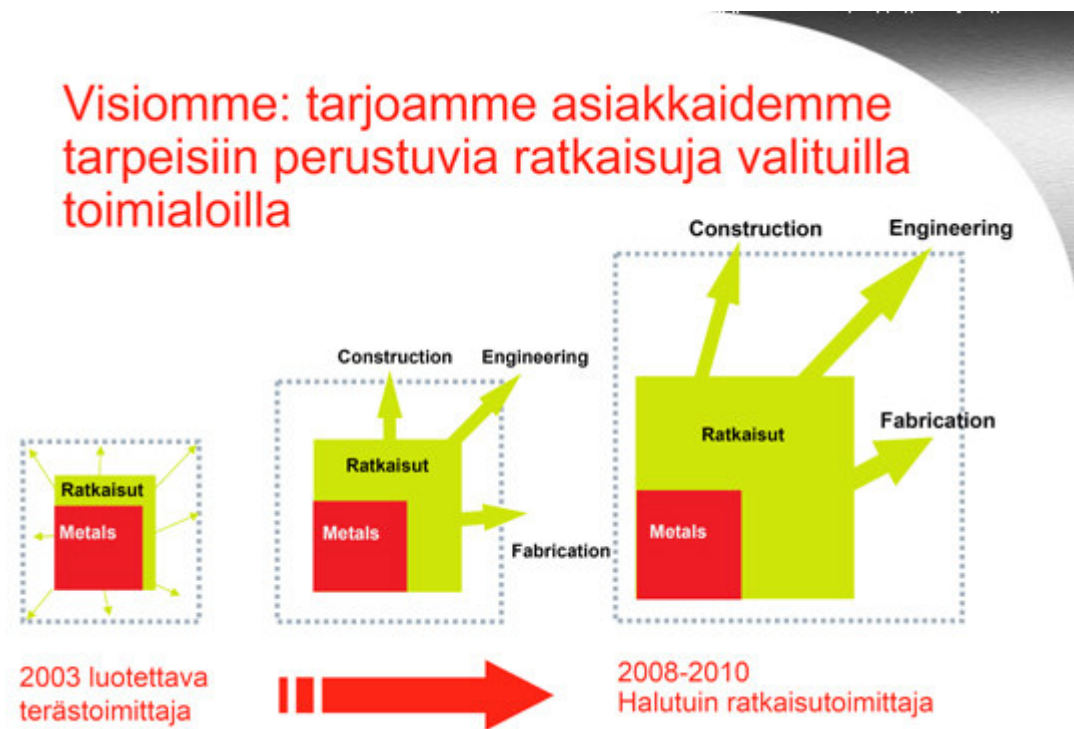 Visiomme: tarjoamme asiakkaidemme
tarpeisiin perustuvia ratkaisuja valituilla
toimialoilla
Construction
Engineering
Construction
Engineering
Fabrication
Ratkaisut
Ratkaisut
Ratkaisut
Metals
Metals
Metals
Fabrication
2003 luotettava
terästoimittaja
2008-2010
Halutuin ratkaisutoimittaja